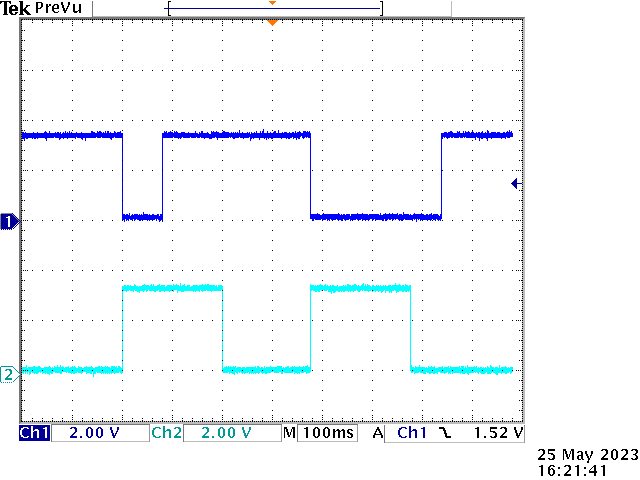 Tek PreVu
1
2
Ch1 2.00 V Ch2 2.00 V M 100ms A Ch1 1.52 V
25 May 2023
16:21:41